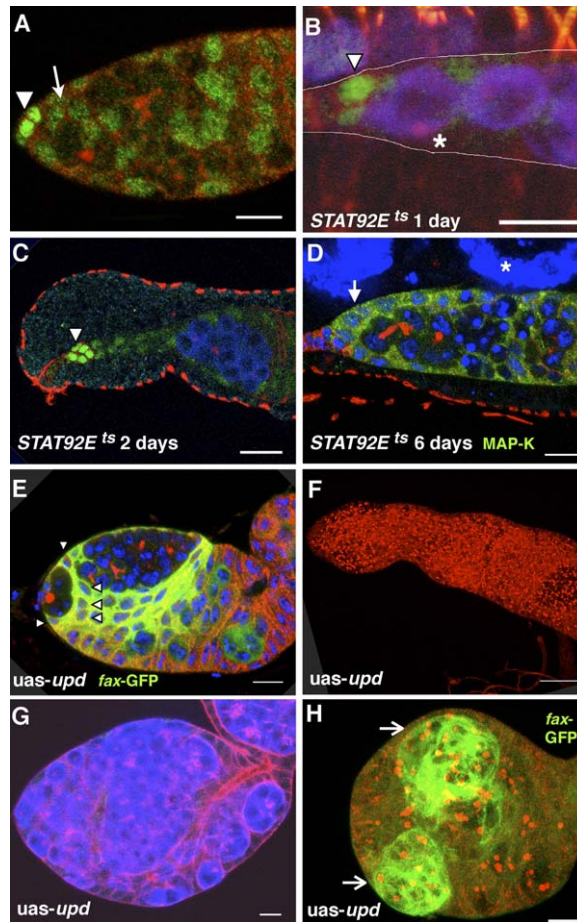 A
B
STAT92E ts 1 day
C
STAT92E ts 2 days
D
STAT92E ts 6 days MAP-K
E
uas-upd fax-GFP
F
uas-upd
G
uas-upd
H
fax-
GFP
uas-upd